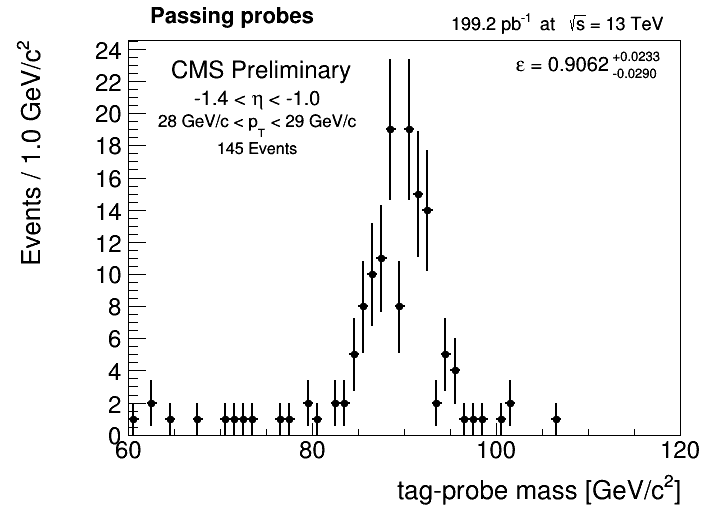 Passing probes
199.2 pb⁻¹ at √s = 13 TeV
CMS Preliminary
-1.4 < η < -1.0
28 GeV/c < p_T < 29 GeV/c
145 Events
ε = 0.9062 +0.0233 -0.0290
Events / 1.0 GeV/c²
24
22
20
18
16
14
12
10
8
6
4
2
0
60 80 100 120
tag-probe mass [GeV/c²]